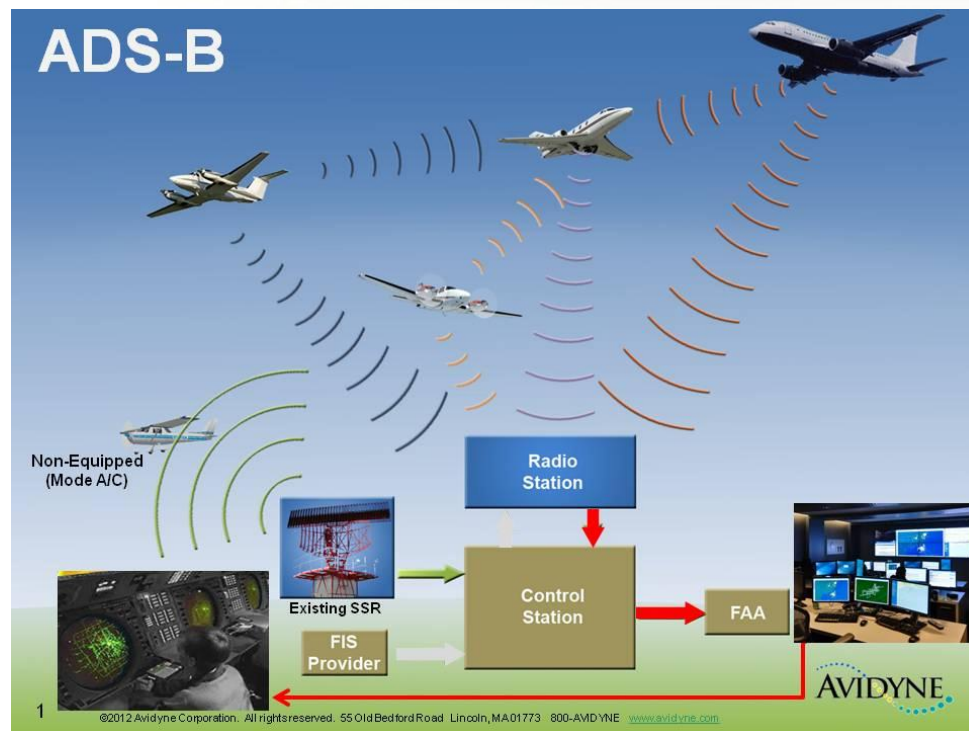 ADS-B
Non-Equipped
(Mode A/C)
Radio
Station
Existing SSR
Control
Station
FAA
FIS
Provider
AVIDYNE
1
©2012 Avidyne Corporation. All rights reserved. 55 Old Bedford Road Lincoln, MA 01773 800-AVIDYNE www.avidyne.com